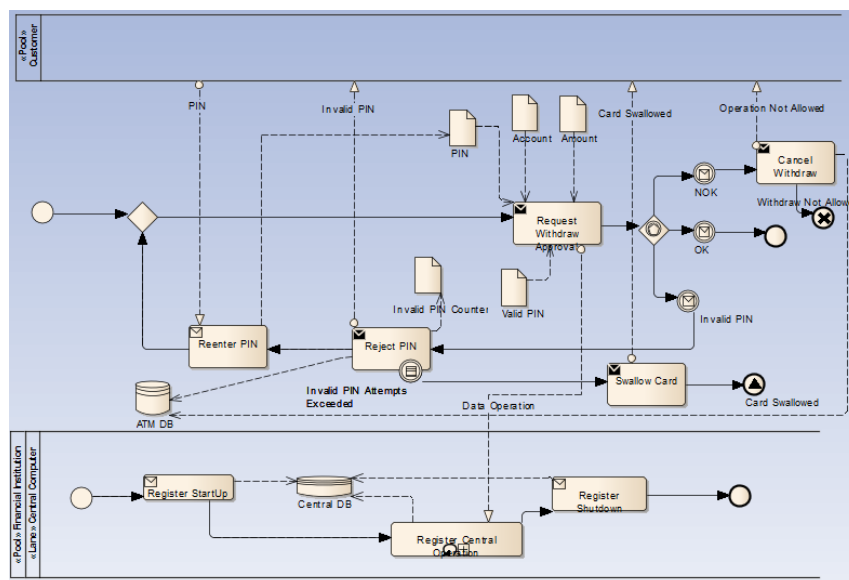 «Pool»
Customer
PIN
Invalid PIN
Card Swallowed
Operation Not Allowed
PIN
Account
Amount
Cancel
Withdraw
NOK
Withdraw Not Allow
Request
Withdraw
Approval
OK
Invalid PIN Counter
Valid PIN
Invalid PIN
Reenter PIN
Reject PIN
Swallow Card
Invalid PIN Attempts
Exceeded
Card Swallowed
ATM DB
Data Operation
«Pool» Financial Institution
«Lane» Central Computer
Register StartUp
Central DB
Register
Shutdown
Register Central
Operation